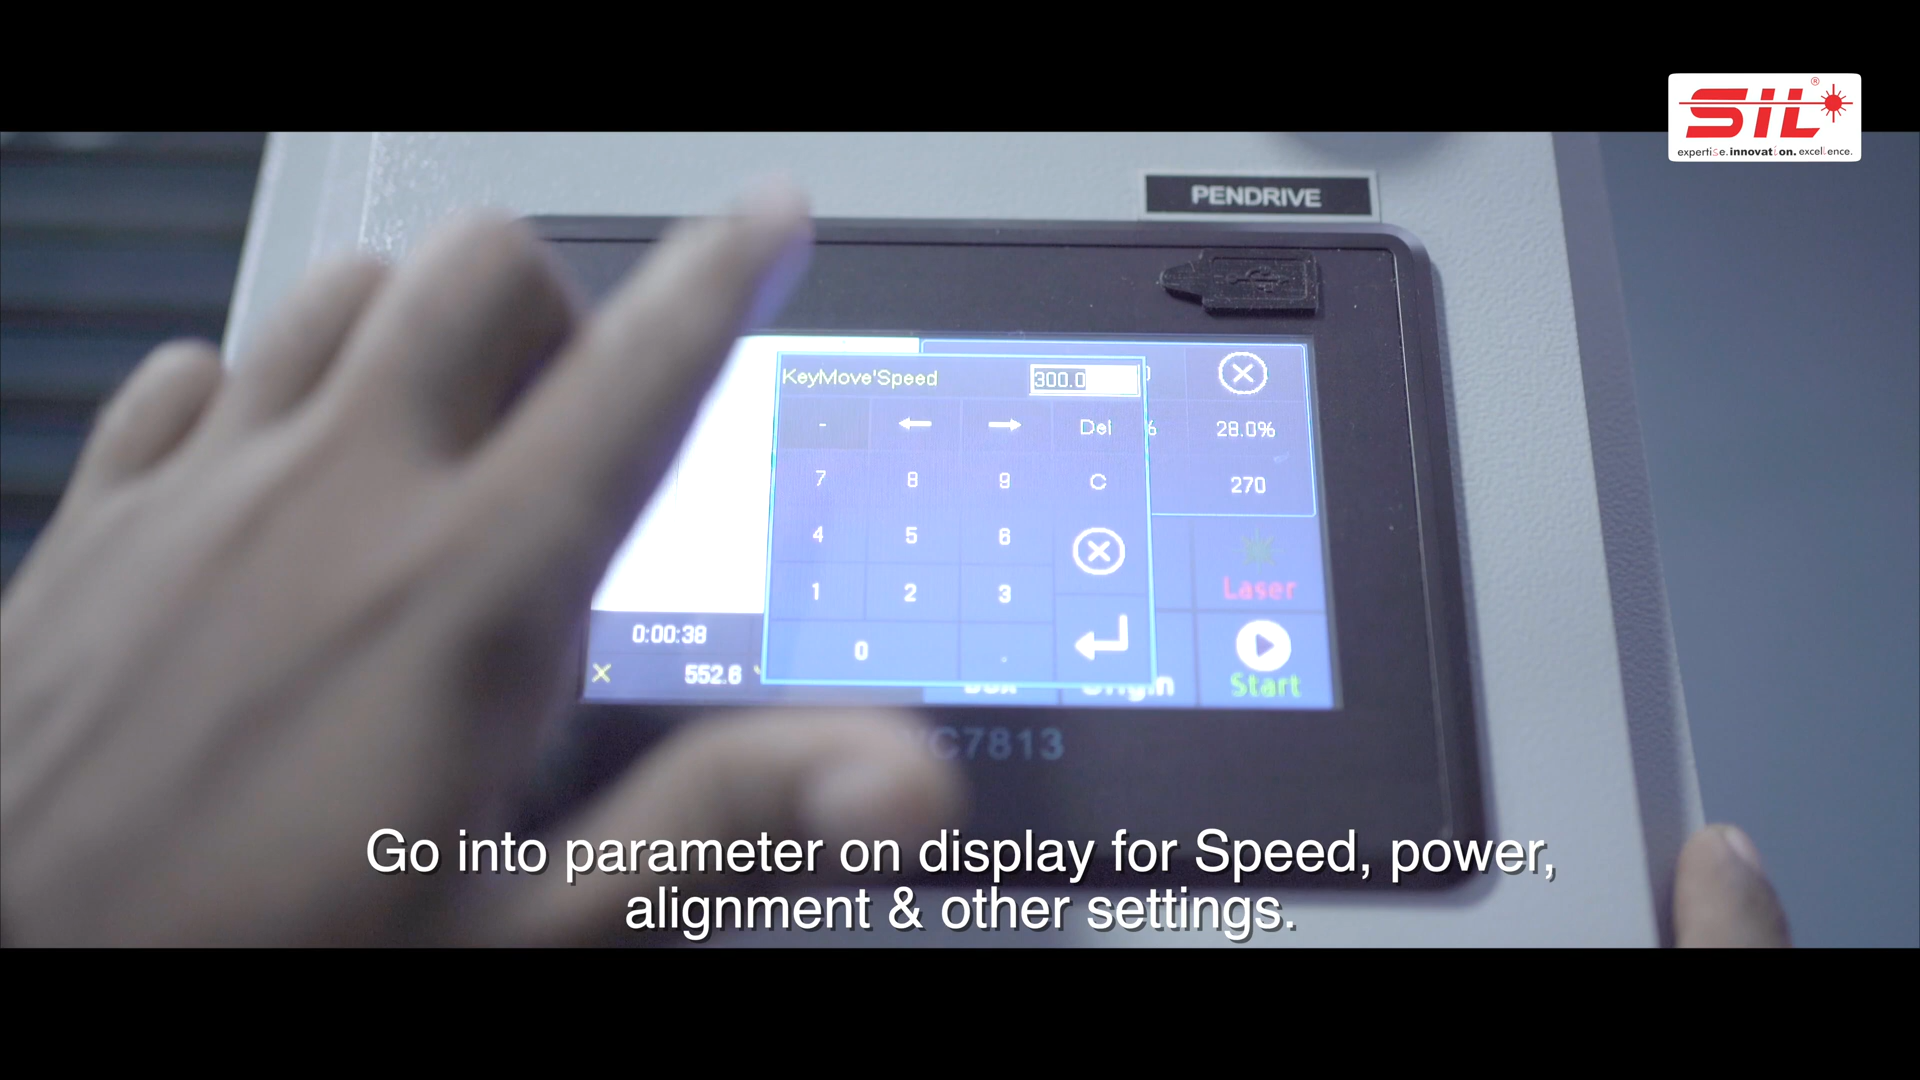 SIL®
expertise.innovation.excellence.
PENDRIVE
KeyMove'Speed 300.0
- ← → Del
28.0%
7 8 9 C
270
4 5 6
1 2 3
Laser
0:00:38
0 .
X 552.6
Start
C7813
Go into parameter on display for Speed, power,
alignment & other settings.